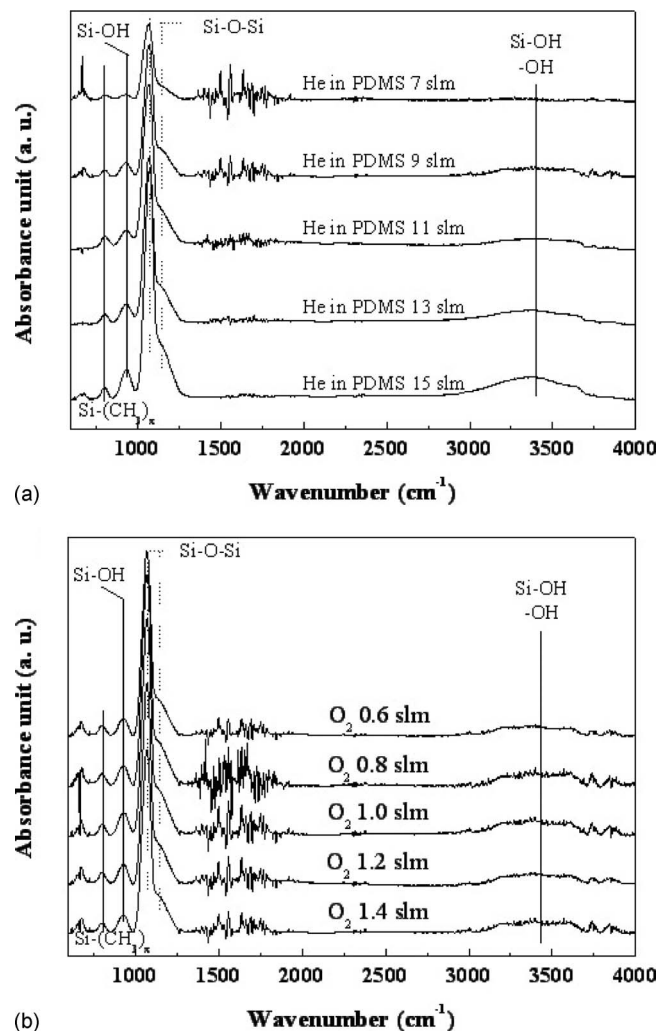 Si-OH
Si-O-Si
Si-OH
-OH
He in PDMS 7 slm
He in PDMS 9 slm
He in PDMS 11 slm
He in PDMS 13 slm
He in PDMS 15 slm
Si-(CH₃)ₓ
Absorbance unit (a. u.)
1000 1500 2000 2500 3000 3500 4000
(a)
Wavenumber (cm⁻¹)
Si-OH
Si-O-Si
Si-OH
-OH
O₂ 0.6 slm
O₂ 0.8 slm
O₂ 1.0 slm
O₂ 1.2 slm
O₂ 1.4 slm
Si-(CH₃)ₓ
Absorbance unit (a. u.)
1000 1500 2000 2500 3000 3500 4000
(b)
Wavenumber (cm⁻¹)